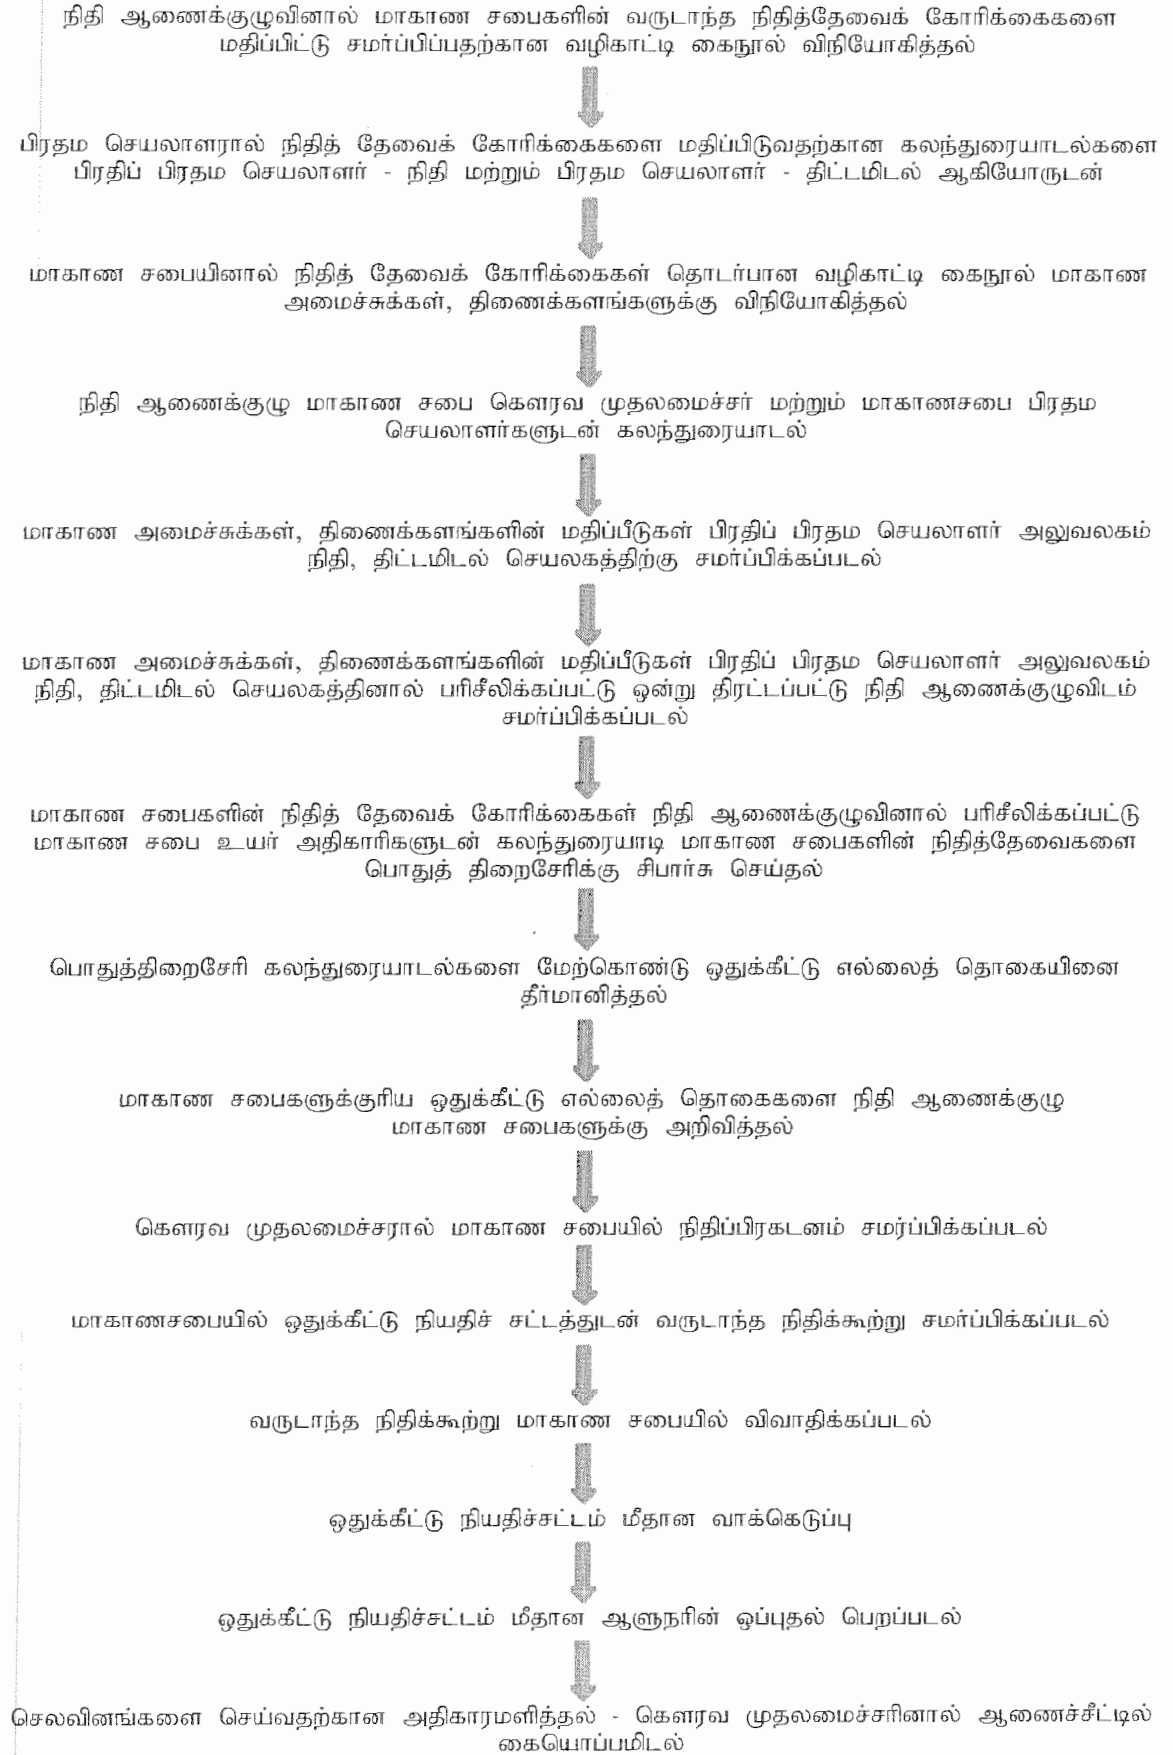 நிதி ஆணைக்குழுவினால் மாகாண சபைகளின் வருடாந்த நிதித்தேவைக் கோரிக்கைகளை
மதிப்பிட்டு சமர்ப்பிப்பதற்கான வழிகாட்டி கைநூல் விநியோகித்தல்
பிரதம செயலாளரால் நிதித் தேவைக் கோரிக்கைகளை மதிப்பிடுவதற்கான கலந்துரையாடல்களை
பிரதிப் பிரதம செயலாளர் - நிதி மற்றும் பிரதம செயலாளர் - திட்டமிடல் ஆகியோருடன்
மாகாண சபையினால் நிதித் தேவைக் கோரிக்கைகள் தொடர்பான வழிகாட்டி கைநூல் மாகாண
அமைச்சுக்கள், திணைக்களங்களுக்கு விநியோகித்தல்
நிதி ஆணைக்குழு மாகாண சபை கௌரவ முதலமைச்சர் மற்றும் மாகாணசபை பிரதம
செயலாளர்களுடன் கலந்துரையாடல்
மாகாண அமைச்சுக்கள், திணைக்களங்களின் மதிப்பீடுகள் பிரதிப் பிரதம செயலாளர் அலுவலகம்
நிதி, திட்டமிடல் செயலகத்திற்கு சமர்ப்பிக்கப்படல்
மாகாண அமைச்சுக்கள், திணைக்களங்களின் மதிப்பீடுகள் பிரதிப் பிரதம செயலாளர் அலுவலகம்
நிதி, திட்டமிடல் செயலகத்தினால் பரிசீலிக்கப்பட்டு ஒன்று திரட்டப்பட்டு நிதி ஆணைக்குழுவிடம்
சமர்ப்பிக்கப்படல்
மாகாண சபைகளின் நிதித் தேவைக் கோரிக்கைகள் நிதி ஆணைக்குழுவினால் பரிசீலிக்கப்பட்டு
மாகாண சபை உயர் அதிகாரிகளுடன் கலந்துரையாடி மாகாண சபைகளின் நிதித்தேவைகளை
பொதுத் திறைசேரிக்கு சிபார்சு செய்தல்
பொதுத்திறைசேரி கலந்துரையாடல்களை மேற்கொண்டு ஒதுக்கீட்டு எல்லைத் தொகையினை
தீர்மானித்தல்
மாகாண சபைகளுக்குரிய ஒதுக்கீட்டு எல்லைத் தொகைகளை நிதி ஆணைக்குழு
மாகாண சபைகளுக்கு அறிவித்தல்
கௌரவ முதலமைச்சரால் மாகாண சபையில் நிதிப்பிரகடனம் சமர்ப்பிக்கப்படல்
மாகாணசபையில் ஒதுக்கீட்டு நியதிச் சட்டத்துடன் வருடாந்த நிதிக்கூற்று சமர்ப்பிக்கப்படல்
வருடாந்த நிதிக்கூற்று மாகாண சபையில் விவாதிக்கப்படல்
ஒதுக்கீட்டு நியதிச்சட்டம் மீதான வாக்கெடுப்பு
ஒதுக்கீட்டு நியதிச்சட்டம் மீதான ஆளுநரின் ஒப்புதல் பெறப்படல்
செலவினங்களை செய்வதற்கான அதிகாரமளித்தல் - கௌரவ முதலமைச்சரினால் ஆணைச்சீட்டில்
கையொப்பமிடல்